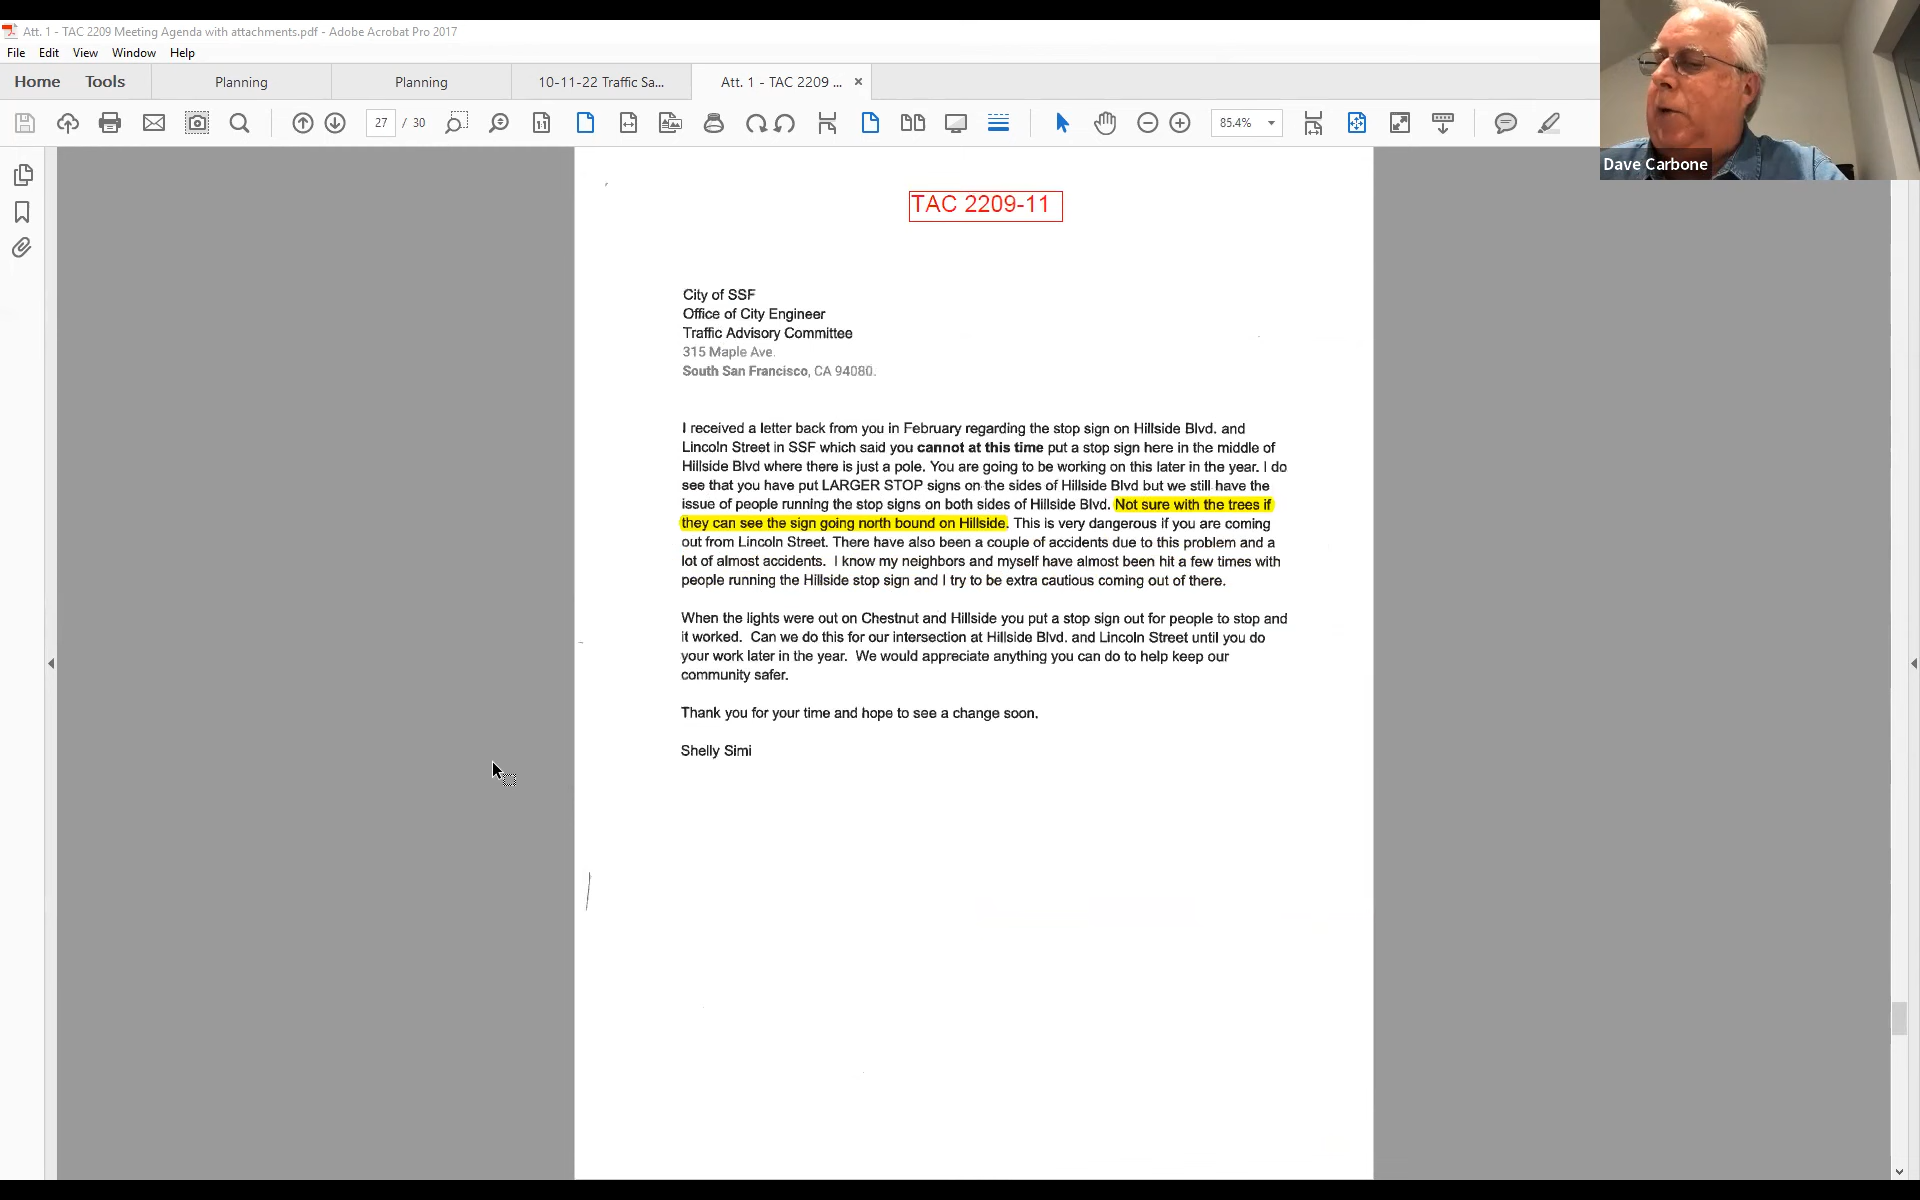 Att. 1 - TAC 2209 Meeting Agenda with attachments.pdf - Adobe Acrobat Pro 2017
File Edit View Window Help
Home Tools Planning Planning 10-11-22 Traffic Sa... Att. 1 - TAC 2209 ... ×
27 / 30 85.4%
Dave Carbone
TAC 2209-11
City of SSF
Office of City Engineer
Traffic Advisory Committee
315 Maple Ave.
South San Francisco, CA 94080.
I received a letter back from you in February regarding the stop sign on Hillside Blvd. and
Lincoln Street in SSF which said you cannot at this time put a stop sign here in the middle of
Hillside Blvd where there is just a pole. You are going to be working on this later in the year. I do
see that you have put LARGER STOP signs on the sides of Hillside Blvd but we still have the
issue of people running the stop signs on both sides of Hillside Blvd. Not sure with the trees if
they can see the sign going north bound on Hillside. This is very dangerous if you are coming
out from Lincoln Street. There have also been a couple of accidents due to this problem and a
lot of almost accidents. I know my neighbors and myself have almost been hit a few times with
people running the Hillside stop sign and I try to be extra cautious coming out of there.
When the lights were out on Chestnut and Hillside you put a stop sign out for people to stop and
it worked. Can we do this for our intersection at Hillside Blvd. and Lincoln Street until you do
your work later in the year. We would appreciate anything you can do to help keep our
community safer.
Thank you for your time and hope to see a change soon.
Shelly Simi